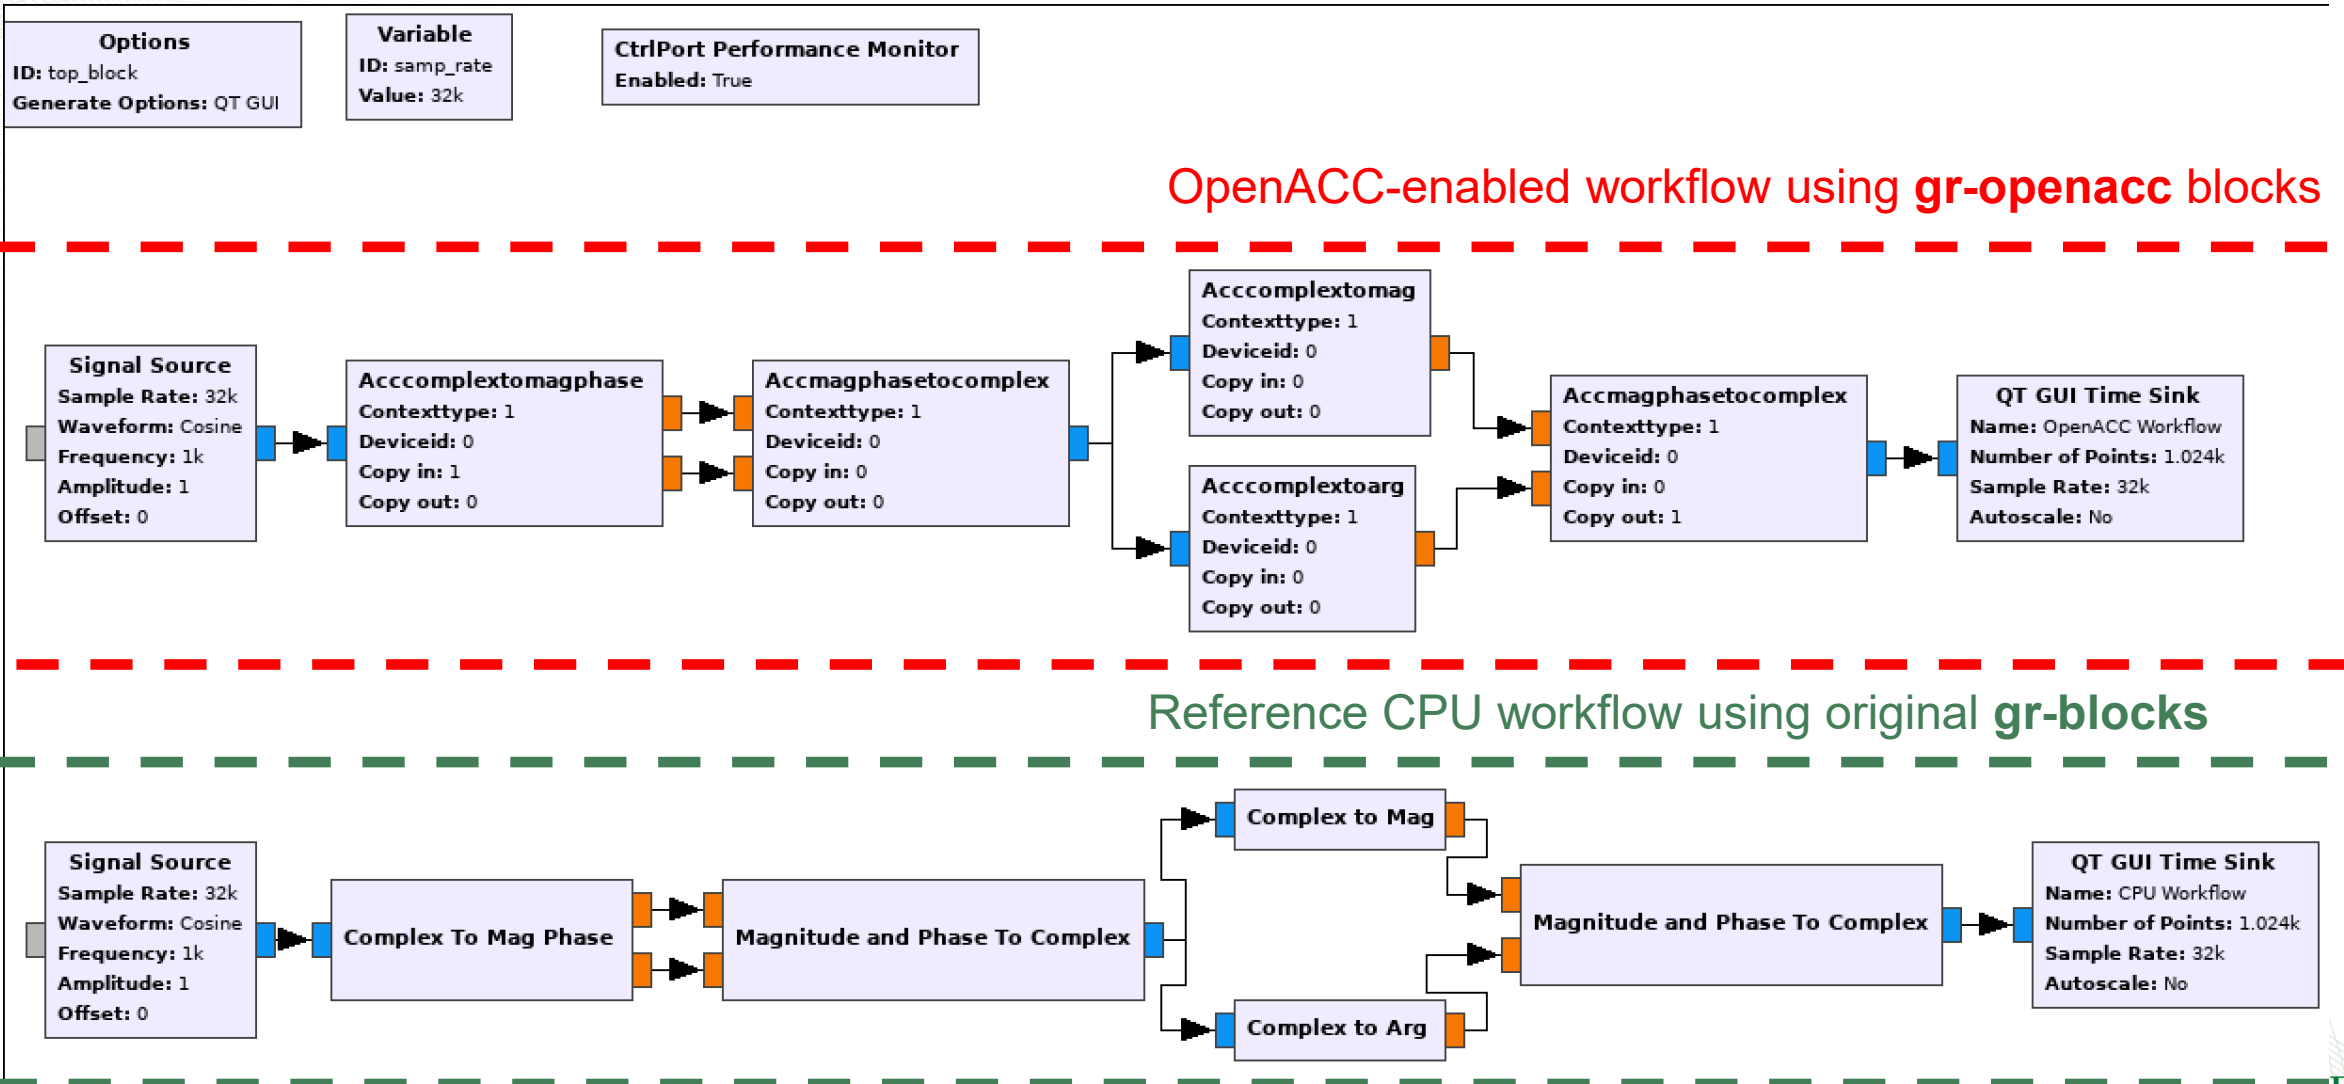 Options
ID: top_block
Generate Options: QT GUI
Variable
ID: samp_rate
Value: 32k
CtrlPort Performance Monitor
Enabled: True
OpenACC-enabled workflow using gr-openacc blocks
Signal Source
Sample Rate: 32k
Waveform: Cosine
Frequency: 1k
Amplitude: 1
Offset: 0
Acccomplextomagphase
Contexttype: 1
Deviceid: 0
Copy in: 1
Copy out: 0
Accmagphasetocomplex
Contexttype: 1
Deviceid: 0
Copy in: 0
Copy out: 0
Acccomplextomag
Contexttype: 1
Deviceid: 0
Copy in: 0
Copy out: 0
Acccomplextoarg
Contexttype: 1
Deviceid: 0
Copy in: 0
Copy out: 0
Accmagphasetocomplex
Contexttype: 1
Deviceid: 0
Copy in: 0
Copy out: 1
QT GUI Time Sink
Name: OpenACC Workflow
Number of Points: 1.024k
Sample Rate: 32k
Autoscale: No
Reference CPU workflow using original gr-blocks
Signal Source
Sample Rate: 32k
Waveform: Cosine
Frequency: 1k
Amplitude: 1
Offset: 0
Complex To Mag Phase
Magnitude and Phase To Complex
Complex to Mag
Complex to Arg
Magnitude and Phase To Complex
QT GUI Time Sink
Name: CPU Workflow
Number of Points: 1.024k
Sample Rate: 32k
Autoscale: No